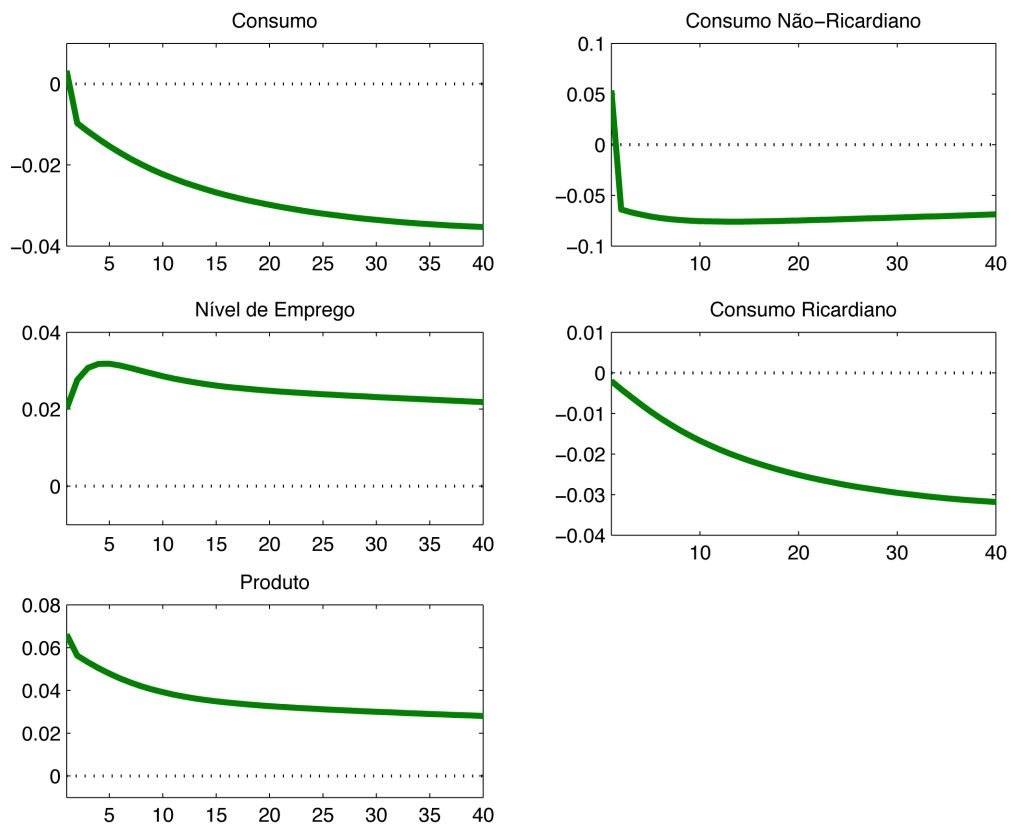 Consumo
0
−0.02
−0.04
5 10 15 20 25 30 35 40
Consumo Não−Ricardiano
0.1
0.05
0
−0.05
−0.1
10 20 30 40
Nível de Emprego
0.04
0.02
0
5 10 15 20 25 30 35 40
Consumo Ricardiano
0.01
0
−0.01
−0.02
−0.03
−0.04
10 20 30 40
Produto
0.08
0.06
0.04
0.02
0
5 10 15 20 25 30 35 40